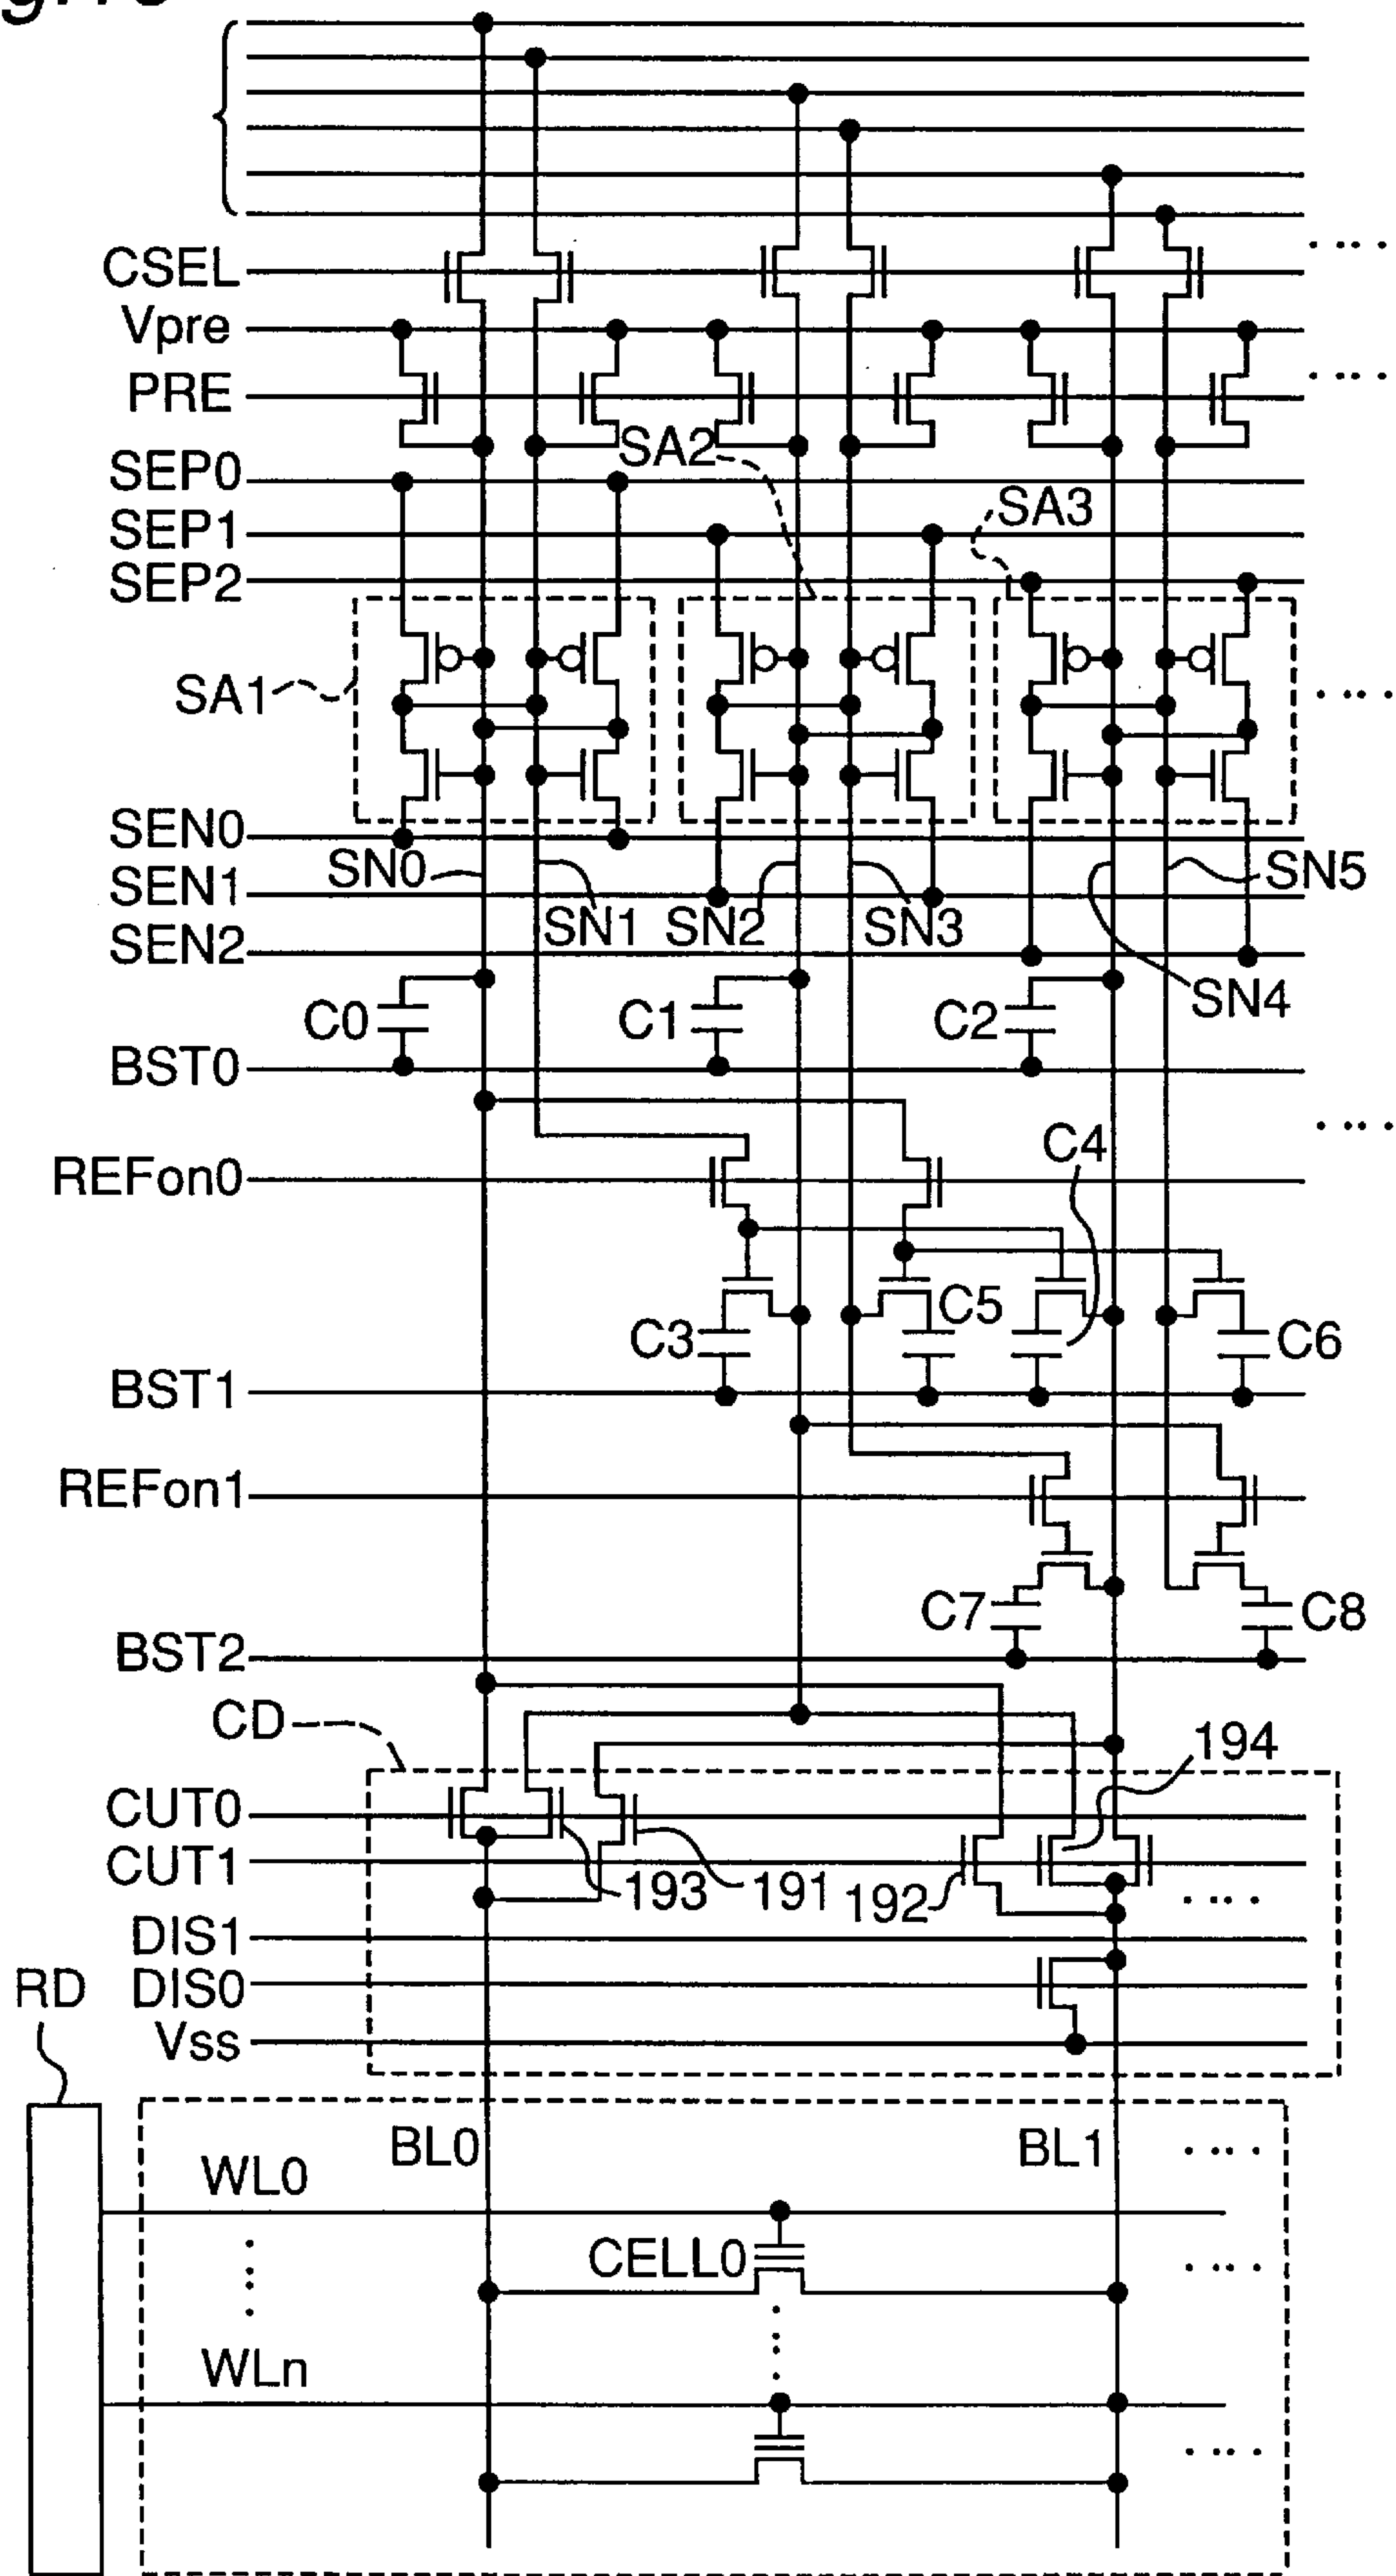 CSEL
Vpre
PRE
SEP0
SA2
SEP1
SA3
SEP2
SA1
SEN0
SN0
SEN1
SN5
SN1
SN2
SN3
SEN2
SN4
C0
C1
C2
BST0
C4
REFon0
C5
C3
C6
BST1
REFon1
C7
C8
BST2
CD
194
CUT0
CUT1
193
191
192
DIS1
RD
DIS0
Vss
BL0
BL1
WL0
CELL0
WLn